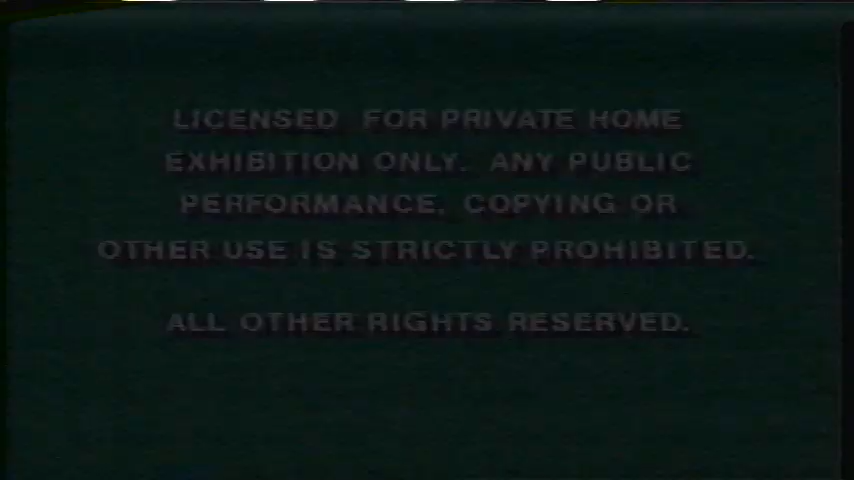 LICENSED FOR PRIVATE HOME
EXHIBITION ONLY. ANY PUBLIC
PERFORMANCE, COPYING OR
OTHER USE IS STRICTLY PROHIBITED.
ALL OTHER RIGHTS RESERVED.